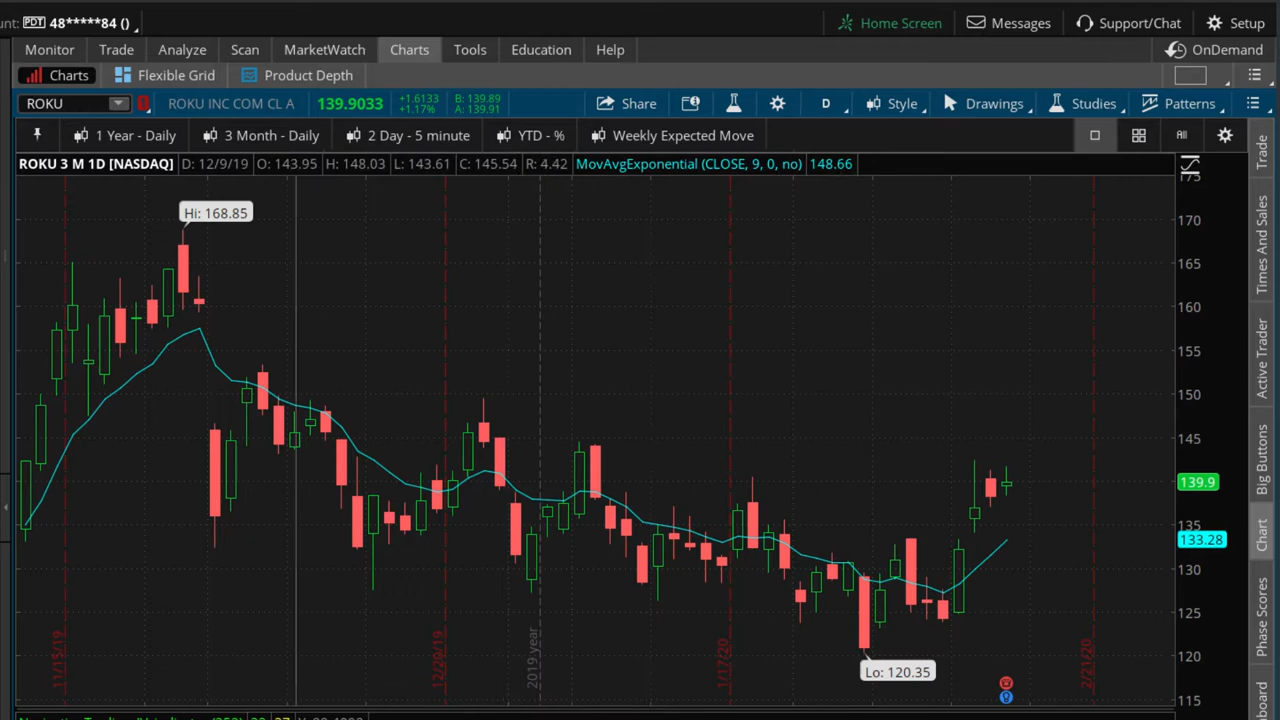 unt: PDT 48*****84 () Home Screen Messages Support/Chat Setup
Monitor Trade Analyze Scan MarketWatch Charts Tools Education Help OnDemand
Charts Flexible Grid Product Depth
ROKU ROKU INC COM CL A 139.9033 +1.6133 +1.17% B: 139.89 A: 139.91 Share D Style Drawings Studies Patterns
1 Year - Daily 3 Month - Daily 2 Day - 5 minute YTD - % Weekly Expected Move All
ROKU 3 M 1D [NASDAQ] D: 12/9/19 O: 143.95 H: 148.03 L: 143.61 C: 145.54 R: 4.42 MovAvgExponential (CLOSE, 9, 0, no) 148.66
175
170
165
160
155
150
145
139.9
135
133.28
130
125
120
115
Hi: 168.85
Lo: 120.35
11/15/19
12/20/19
2019 year
1/17/20
2/21/20
Trade
Times And Sales
Active Trader
Big Buttons
Chart
Phase Scores
board